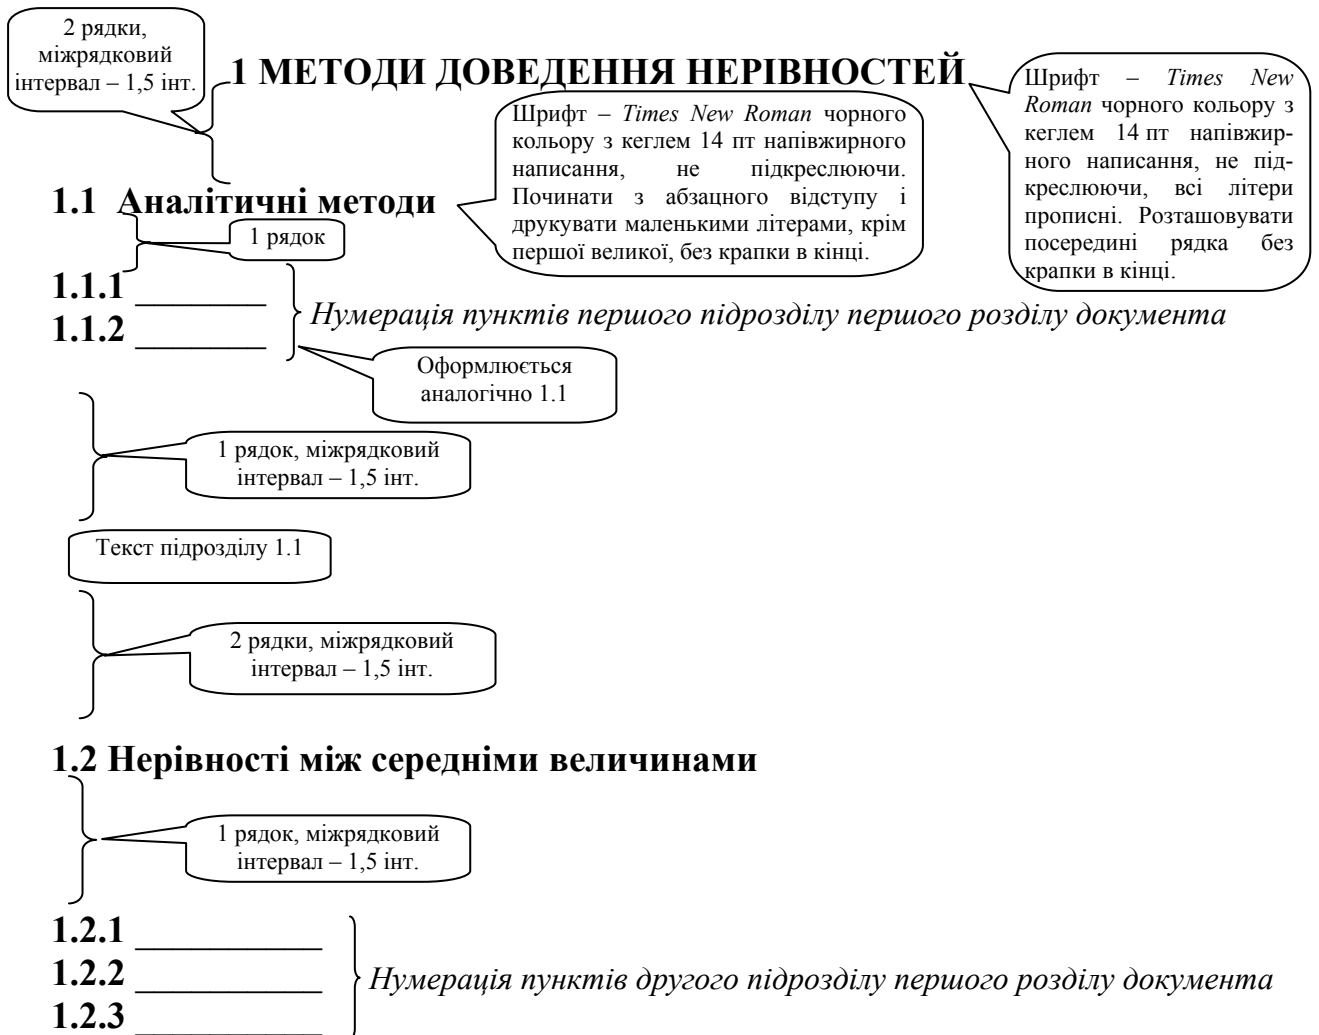 2 рядки,
міжрядковий
інтервал – 1,5 інт.
1 МЕТОДИ ДОВЕДЕННЯ НЕРІВНОСТЕЙ
Шрифт – Times New
Roman чорного кольору з
кеглем 14 пт напівжир-
ного написання, не під-
креслюючи, всі літери
прописні. Розташовувати
посередині рядка без
крапки в кінці.
Шрифт – Times New Roman чорного
кольору з кеглем 14 пт напівжирного
написання, не підкреслюючи.
Починати з абзацного відступу і
друкувати маленькими літерами, крім
першої великої, без крапки в кінці.
1.1 Аналітичні методи
1 рядок
1.1.1 _______
1.1.2 _______
Нумерація пунктів першого підрозділу першого розділу документа
Оформлюється
аналогічно 1.1
1 рядок, міжрядковий
інтервал – 1,5 інт.
Текст підрозділу 1.1
2 рядки, міжрядковий
інтервал – 1,5 інт.
1.2 Нерівності між середніми величинами
1 рядок, міжрядковий
інтервал – 1,5 інт.
1.2.1 __________
1.2.2 __________
Нумерація пунктів другого підрозділу першого розділу документа
1.2.3 __________